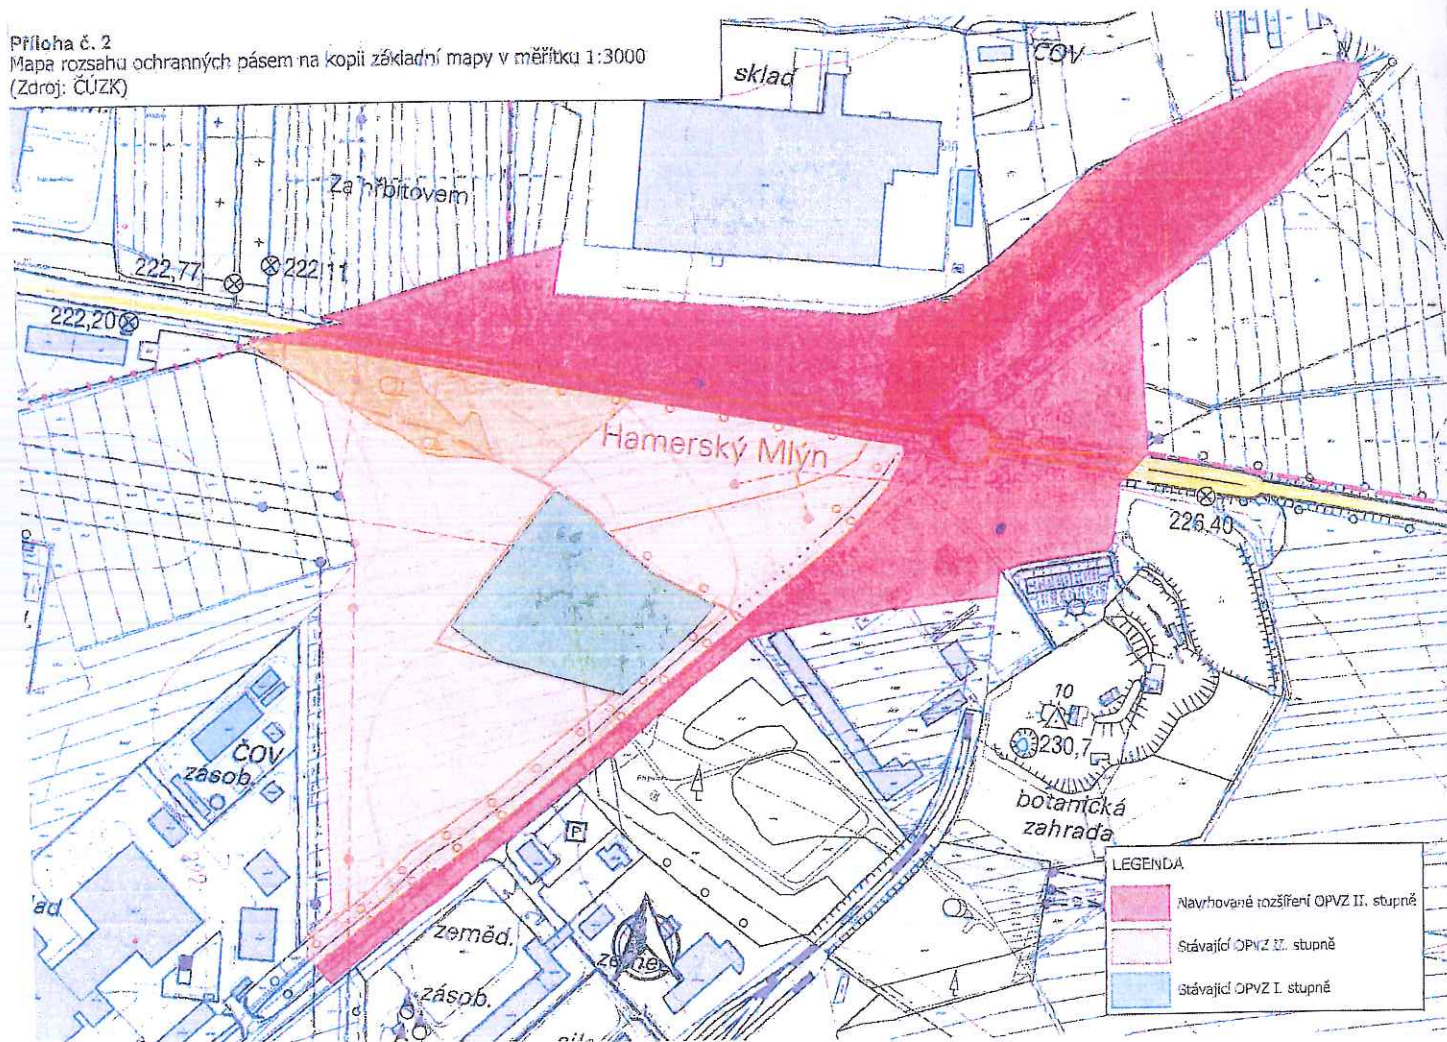 Příloha č. 2
Mapa rozsahu ochranných pásem na kopii základní mapy v měřítku 1:3000
(Zdroj: ČÚZK)
sklad
ČOV
Za hřbitovem
222,77
222,11
222,20
Hamerský Mlýn
226,40
10
230,7
botanická
zahrada
ČOV
zásob.
P
ad
zeměd.
zásob.
LEGENDA
Navrhované rozšíření OPVZ II. stupně
Stávající OPVZ II. stupně
Stávající OPVZ I. stupně